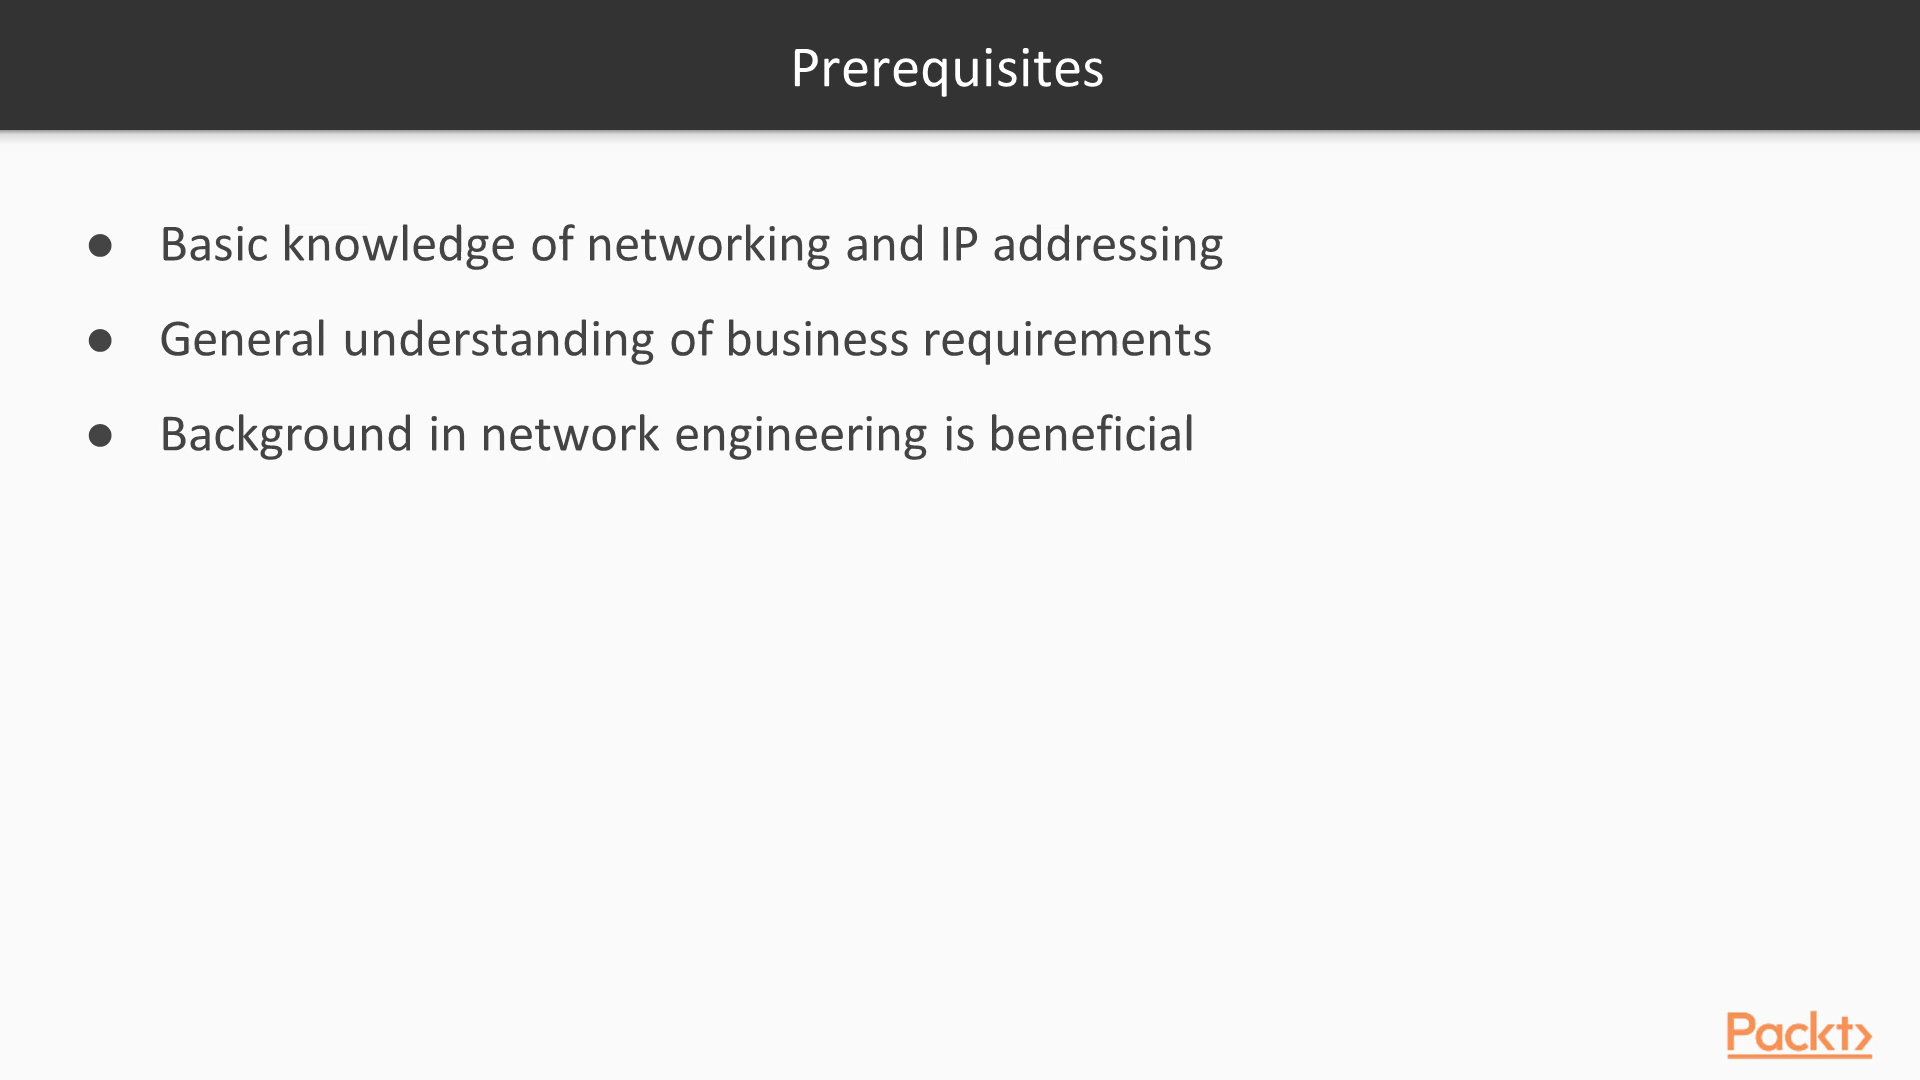 Prerequisites
● Basic knowledge of networking and IP addressing
● General understanding of business requirements
● Background in network engineering is beneficial
Packt>